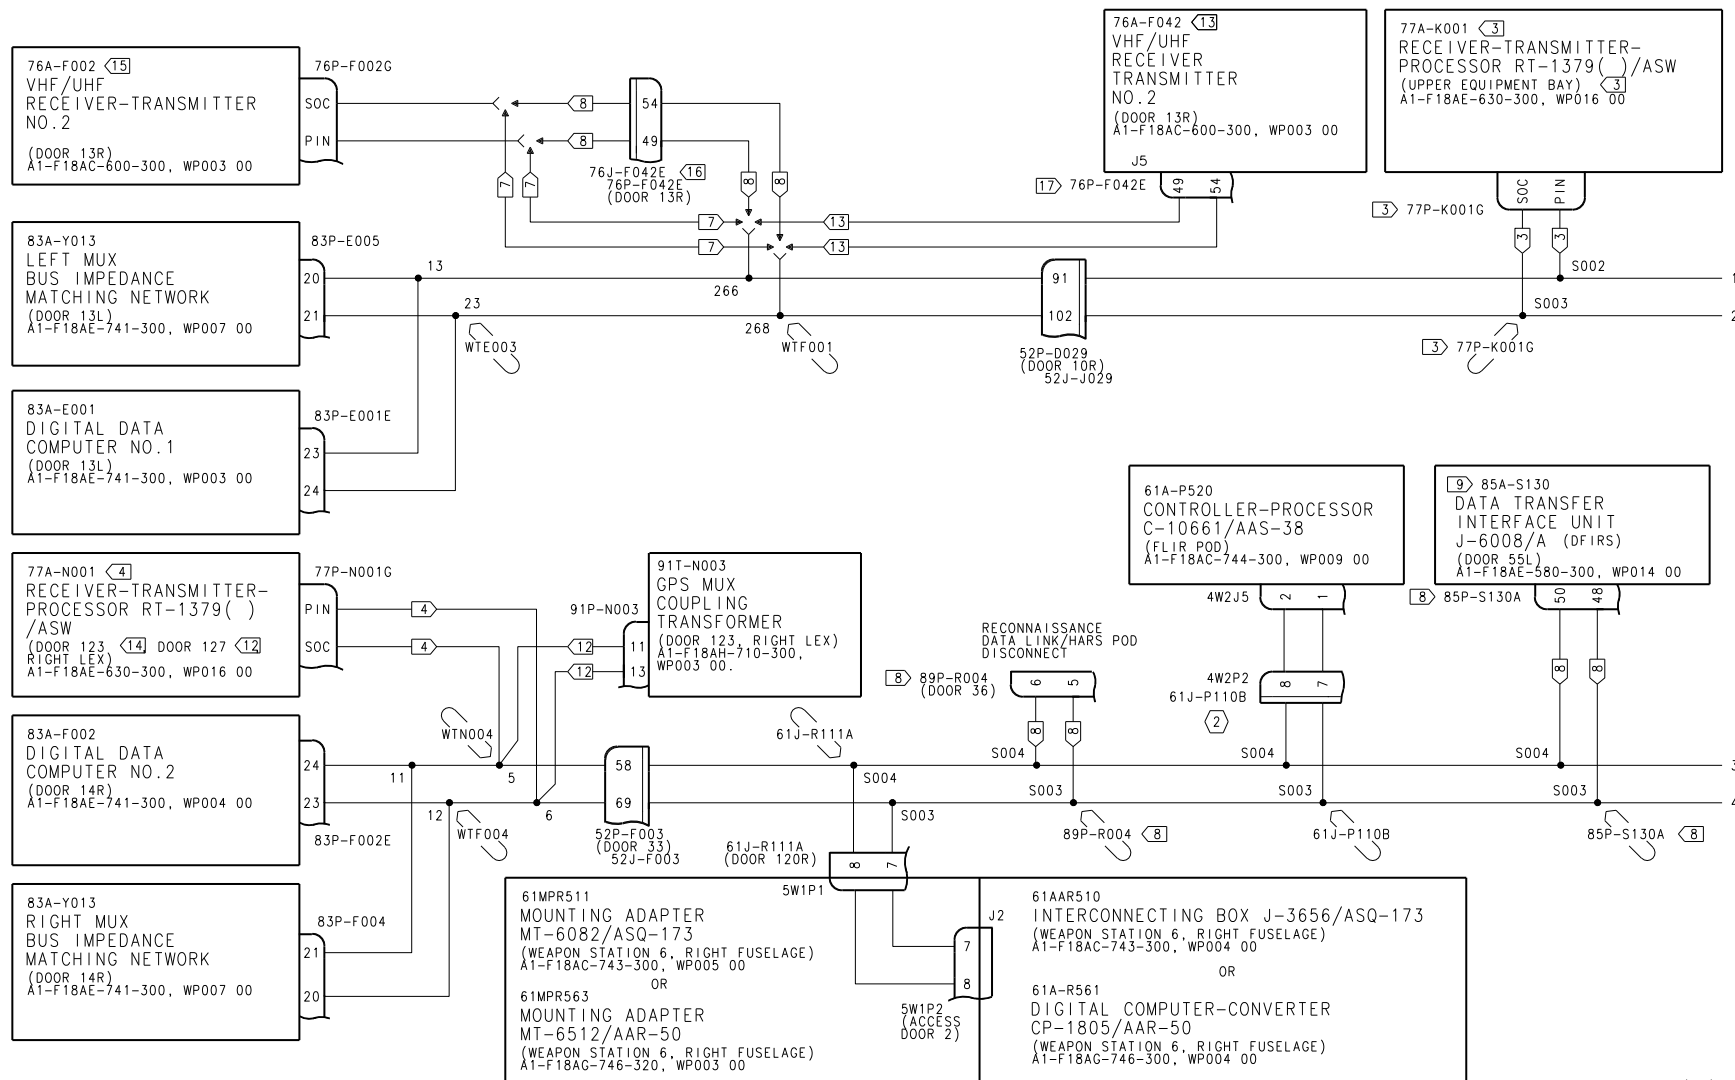 76A-F002 15
VHF/UHF
RECEIVER-TRANSMITTER
NO.2
(DOOR 13R)
A1-F18AC-600-300, WP003 00
76P-F002G
SOC
PIN
8
8
54
49
76J-F042E 16
76P-F042E
(DOOR 13R)
7
7
8
8
7
13
7
13
76A-F042 13
VHF/UHF
RECEIVER
TRANSMITTER
NO.2
(DOOR 13R)
A1-F18AC-600-300, WP003 00
J5
17 76P-F042E
49
54
77A-K001 3
RECEIVER-TRANSMITTER-
PROCESSOR RT-1379( )/ASW
(UPPER EQUIPMENT BAY) 3
A1-F18AE-630-300, WP016 00
SOC
PIN
3 77P-K001G
3
3
83A-Y013
LEFT MUX
BUS IMPEDANCE
MATCHING NETWORK
(DOOR 13L)
A1-F18AE-741-300, WP007 00
83P-E005
20
21
13
23
266
268
WTE003
WTF001
91
102
52P-D029
(DOOR 10R)
52J-J029
S002
S003
3 77P-K001G
1
2
83A-E001
DIGITAL DATA
COMPUTER NO.1
(DOOR 13L)
A1-F18AE-741-300, WP003 00
83P-E001E
23
24
77A-N001 4
RECEIVER-TRANSMITTER-
PROCESSOR RT-1379( )
/ASW
(DOOR 123 14, DOOR 127 12,
RIGHT LEX)
A1-F18AE-630-300, WP016 00
77P-N001G
PIN
SOC
4
4
12
12
91P-N003
11
13
91T-N003
GPS MUX
COUPLING
TRANSFORMER
(DOOR 123, RIGHT LEX)
A1-F18AH-710-300,
WP003 00.
61A-P520
CONTROLLER-PROCESSOR
C-10661/AAS-38
(FLIR POD)
A1-F18AC-744-300, WP009 00
4W2J5
2
1
4W2P2
61J-P110B
8
7
2
9 85A-S130
DATA TRANSFER
INTERFACE UNIT
J-6008/A (DFIRS)
(DOOR 55L)
A1-F18AE-580-300, WP014 00
8 85P-S130A
50
48
8
8
RECONNAISSANCE
DATA LINK/HARS POD
DISCONNECT
8 89P-R004
(DOOR 36)
6
5
8
8
83A-F002
DIGITAL DATA
COMPUTER NO.2
(DOOR 14R)
A1-F18AE-741-300, WP004 00
24
23
83P-F002E
11
12
WTN004
WTF004
5
6
58
69
52P-F003
(DOOR 33)
52J-F003
61J-R111A
S004
S003
S004
S003
S004
S003
S004
S003
3
4
89P-R004 8
61J-P110B
85P-S130A 8
61J-R111A
(DOOR 120R)
8
7
5W1P1
83A-Y013
RIGHT MUX
BUS IMPEDANCE
MATCHING NETWORK
(DOOR 14R)
A1-F18AE-741-300, WP007 00
83P-F004
21
20
61MPR511
MOUNTING ADAPTER
MT-6082/ASQ-173
(WEAPON STATION 6, RIGHT FUSELAGE)
A1-F18AC-743-300, WP005 00
OR
61MPR563
MOUNTING ADAPTER
MT-6512/AAR-50
(WEAPON STATION 6, RIGHT FUSELAGE)
A1-F18AG-746-320, WP003 00
J2
7
8
5W1P2
(ACCESS
DOOR 2)
61AAR510
INTERCONNECTING BOX J-3656/ASQ-173
(WEAPON STATION 6, RIGHT FUSELAGE)
A1-F18AC-743-300, WP004 00
OR
61A-R561
DIGITAL COMPUTER-CONVERTER
CP-1805/AAR-50
(WEAPON STATION 6, RIGHT FUSELAGE)
A1-F18AG-746-300, WP004 00